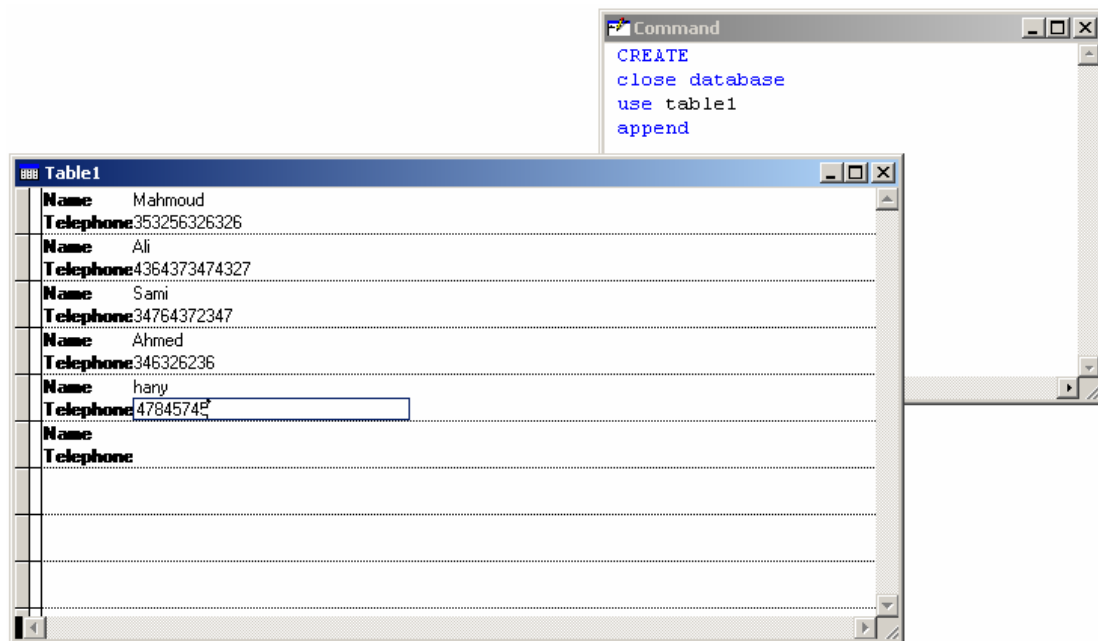 Command
CREATE
close database
use table1
append
Table1
Name Mahmoud
Telephone 353256326326
Name Ali
Telephone 4364373474327
Name Sami
Telephone 34764372347
Name Ahmed
Telephone 346326236
Name hany
Telephone 47845745
Name
Telephone